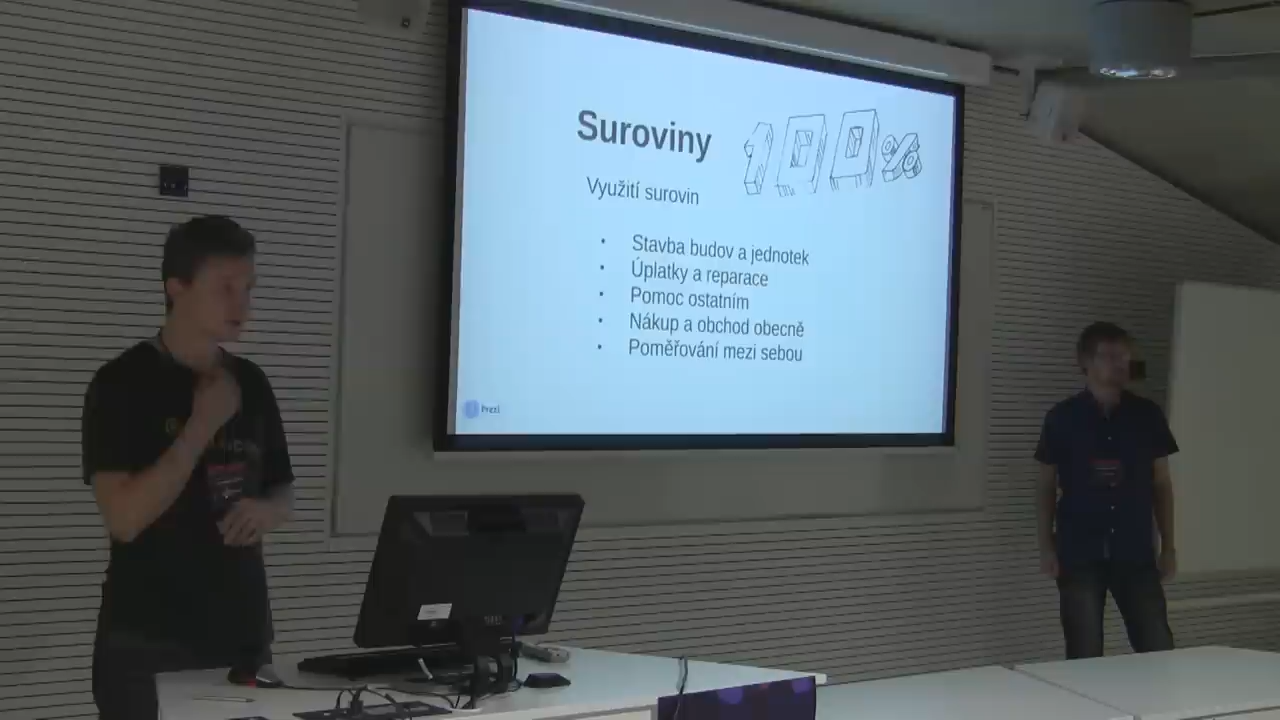 Suroviny
100%
Využití surovin
• Stavba budov a jednotek
• Úplatky a reparace
• Pomoc ostatním
• Nákup a obchod obecně
• Poměřování mezi sebou
Prezi